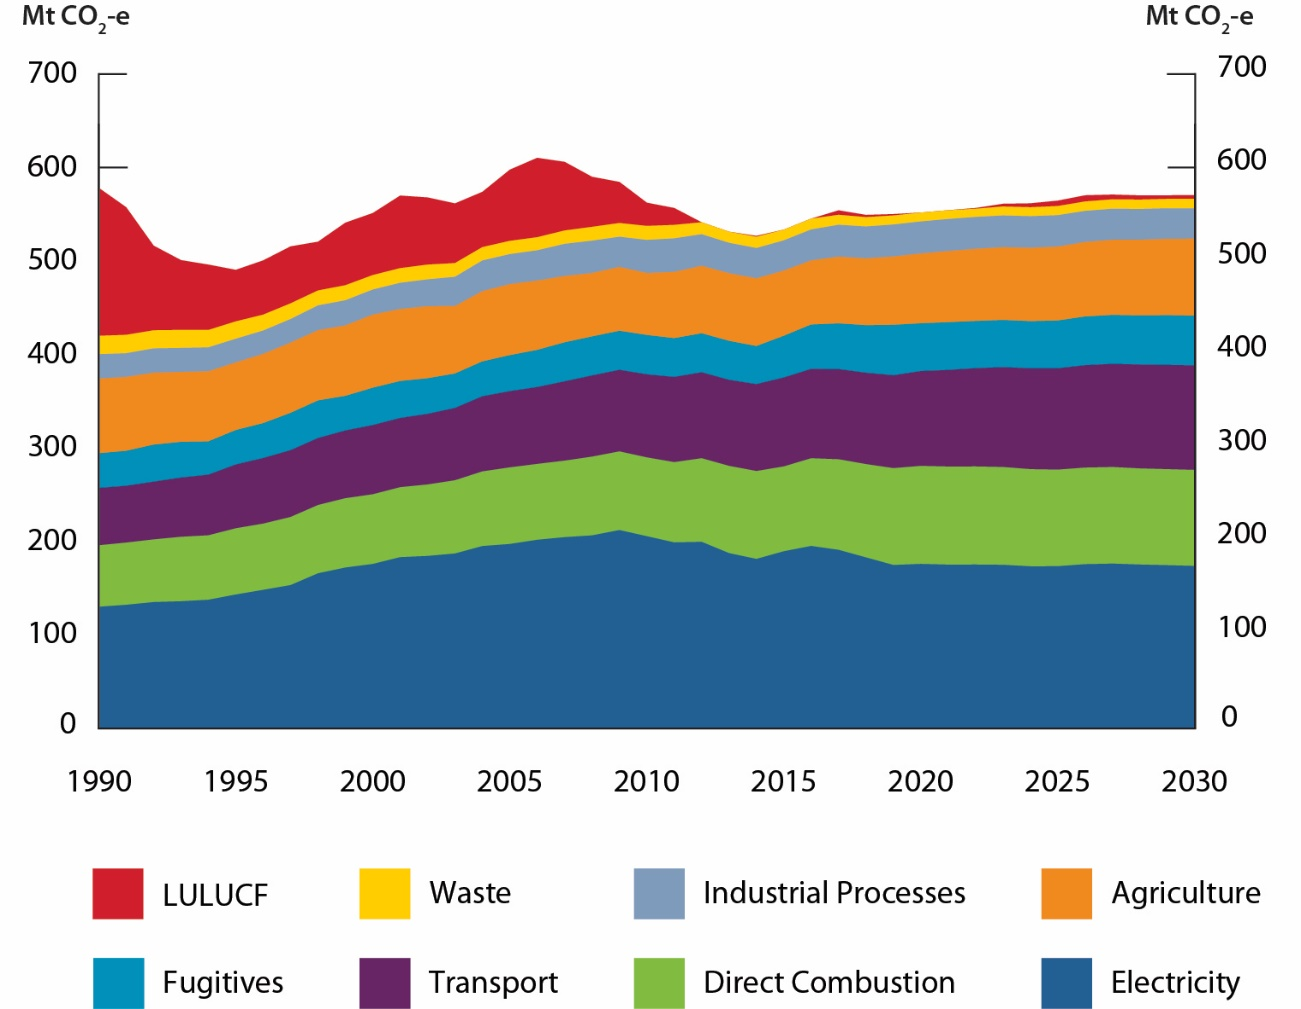 Mt CO₂-e Mt CO₂-e
700 700
600 600
500 500
400 400
300 300
200 200
100 100
0 0
1990 1995 2000 2005 2010 2015 2020 2025 2030
LULUCF Waste Industrial Processes Agriculture
Fugitives Transport Direct Combustion Electricity